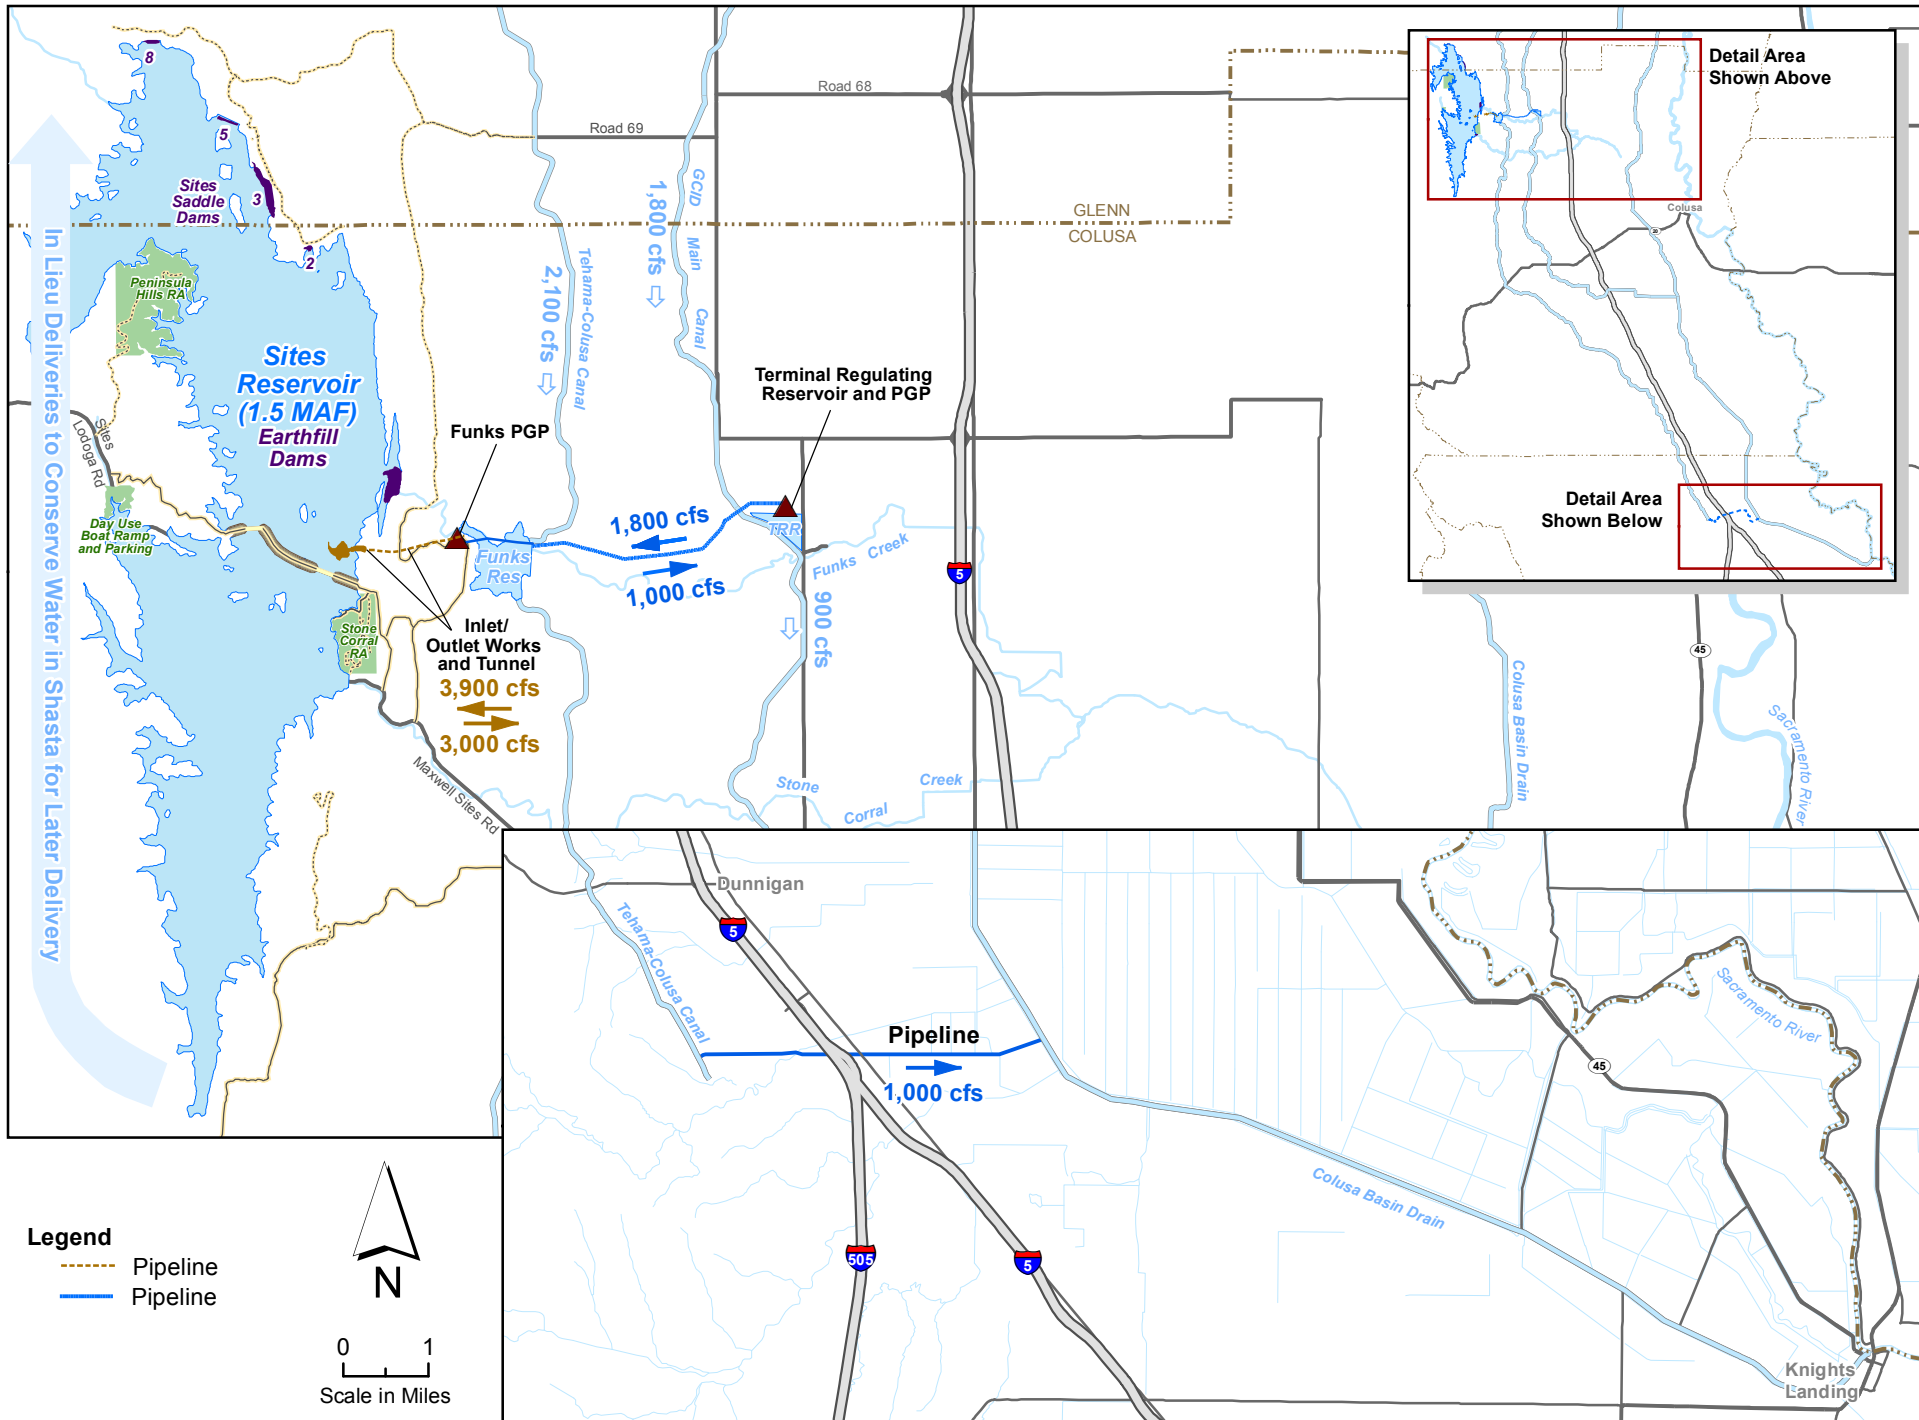 8
5
Sites
Saddle
Dams
3
2
Peninsula
Hills RA
In Lieu Deliveries to Conserve Water in Shasta for Later Delivery
Sites
Reservoir
(1.5 MAF)
Earthfill
Dams
Sites
Lodoga Rd
Day Use
Boat Ramp
and Parking
Stone
Corral
RA
Funks PGP
Funks
Res
Inlet/
Outlet Works
and Tunnel
3,900 cfs
3,000 cfs
Maxwell Sites Rd
Road 68
Road 69
GLENN
COLUSA
2,100 cfs
Tehama-Colusa Canal
1,800 cfs
GCID Main Canal
Terminal Regulating
Reservoir and PGP
TRR
1,800 cfs
1,000 cfs
Funks Creek
900 cfs
5
Stone Corral Creek
Colusa Basin Drain
45
Sacramento River
Detail Area
Shown Above
Colusa
20
Detail Area
Shown Below
Dunnigan
5
Tehama-Colusa Canal
Pipeline
1,000 cfs
505
5
Colusa Basin Drain
45
Sacramento River
Knights
Landing
Legend
Pipeline
Pipeline
N
0 1
Scale in Miles